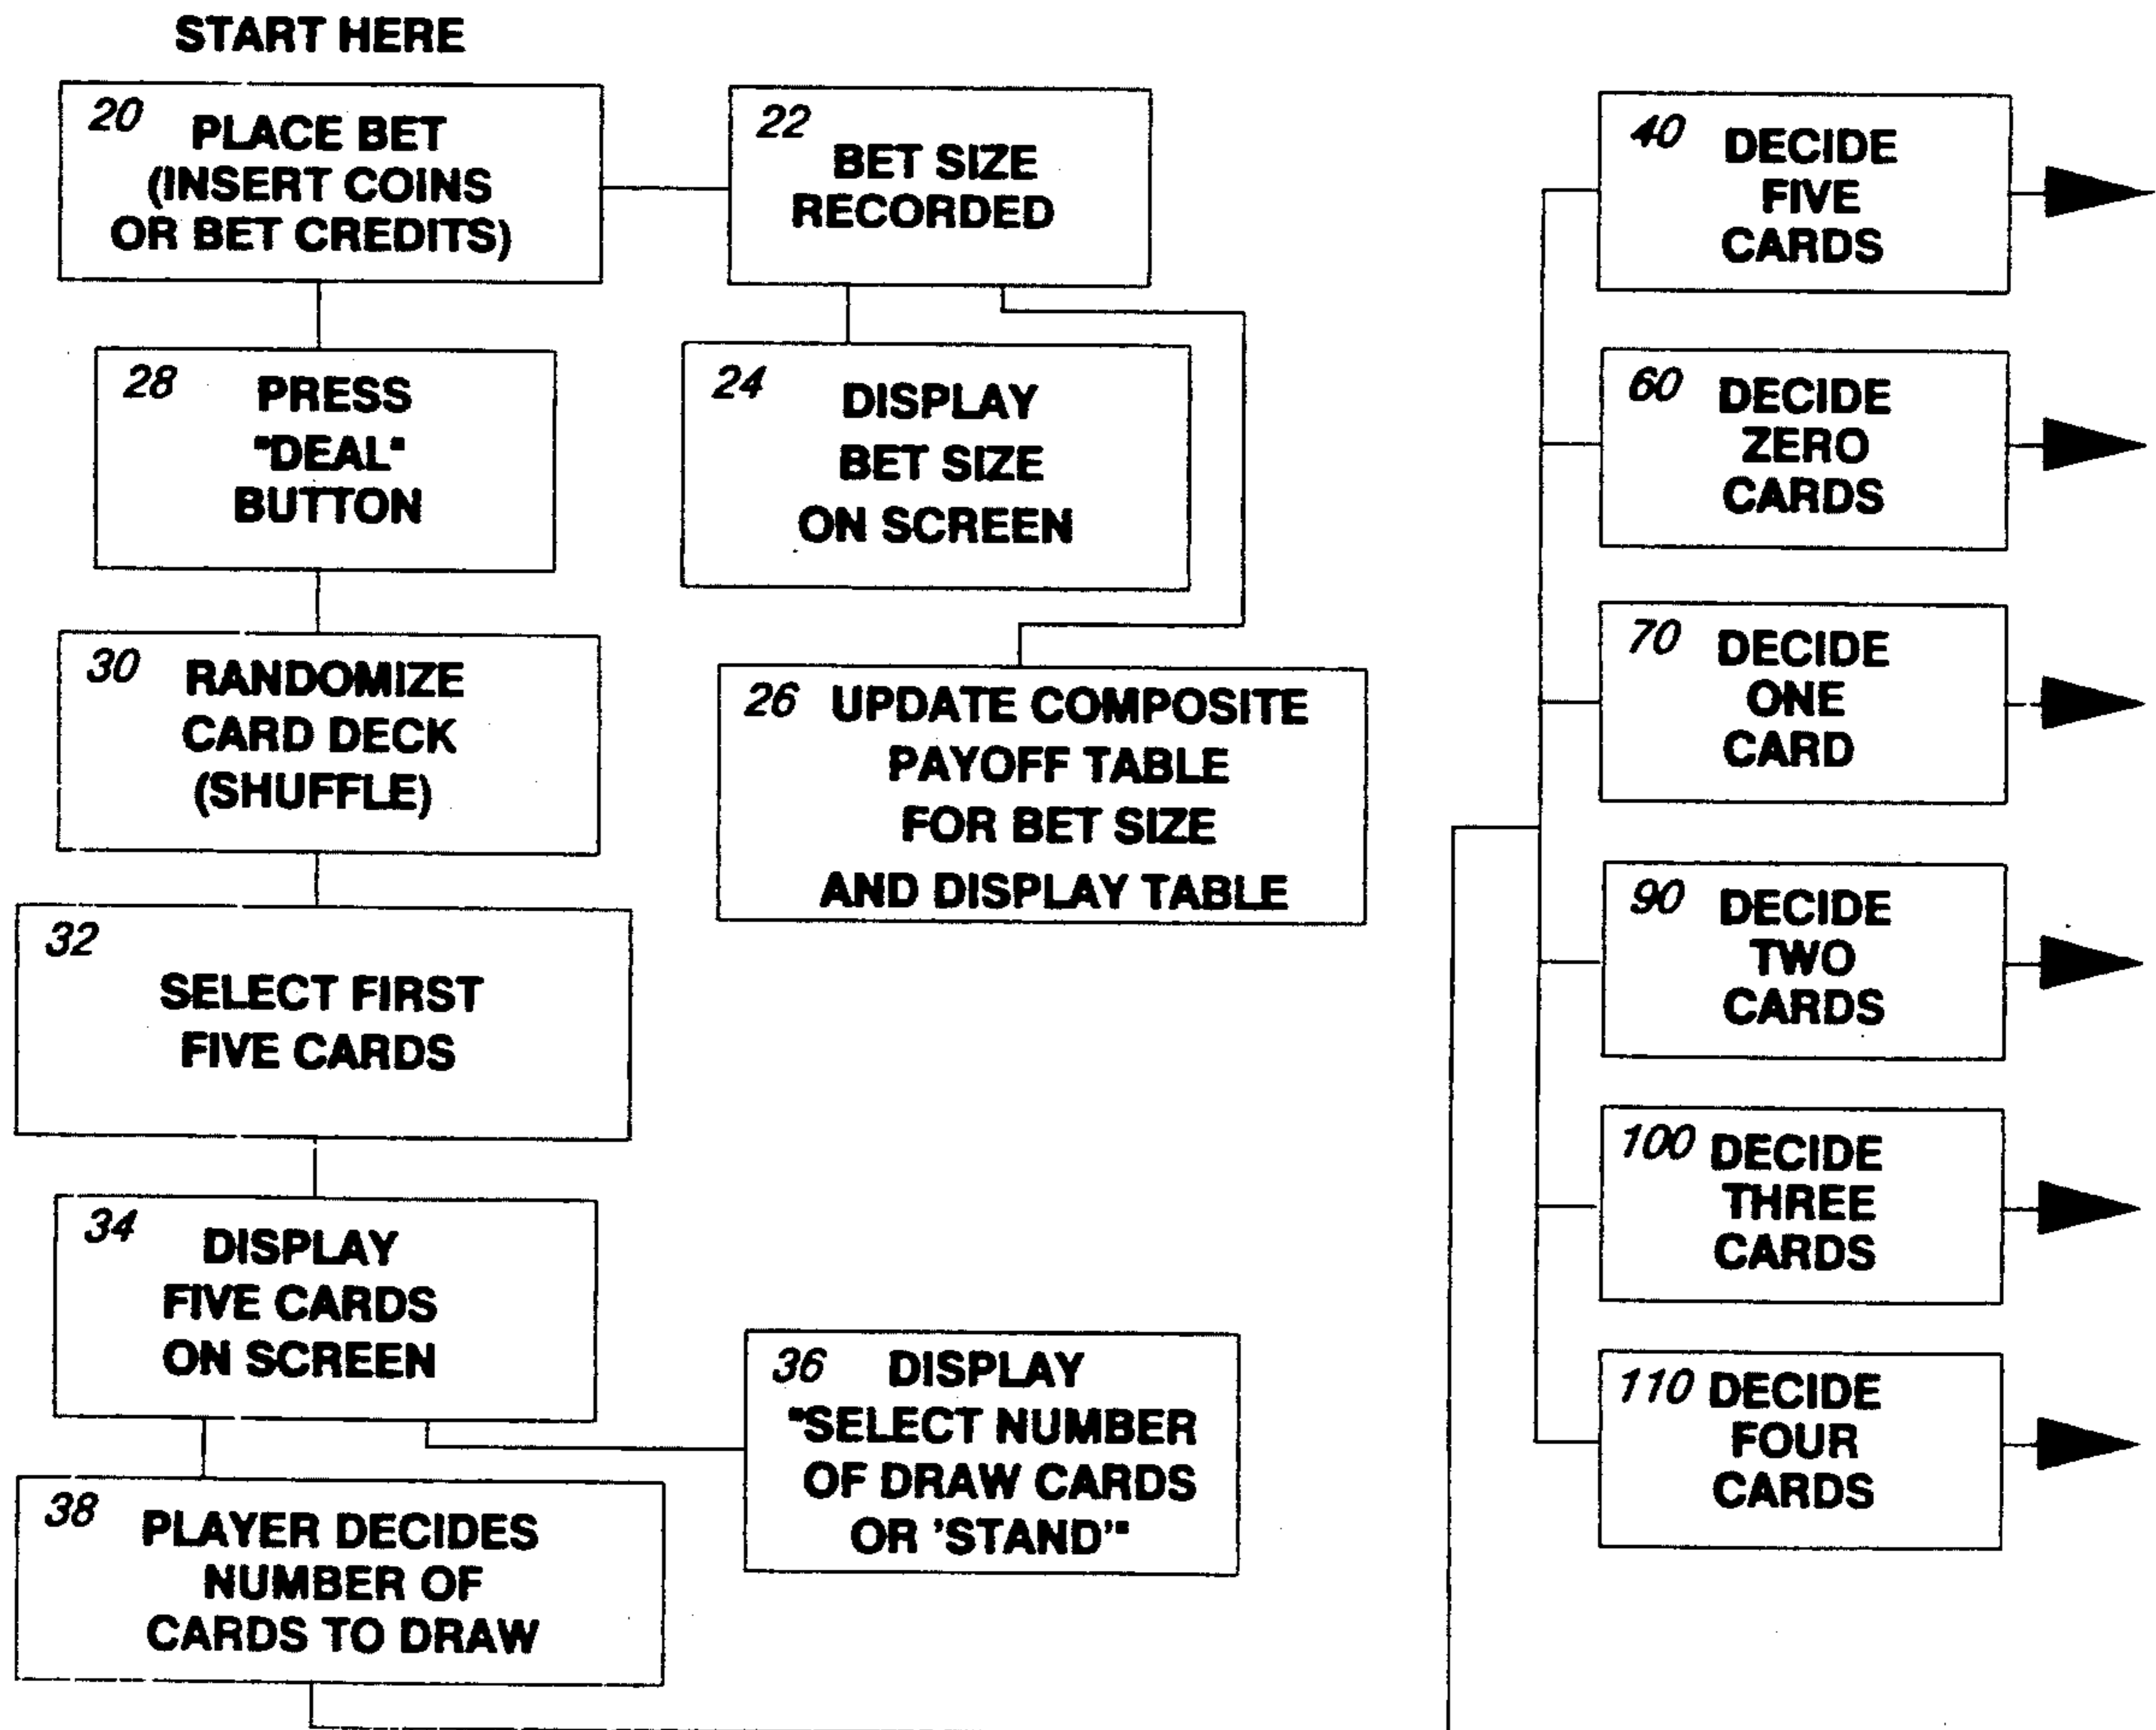 START HERE
20 PLACE BET
(INSERT COINS
OR BET CREDITS)
22
BET SIZE
RECORDED
28 PRESS
"DEAL"
BUTTON
24 DISPLAY
BET SIZE
ON SCREEN
30 RANDOMIZE
CARD DECK
(SHUFFLE)
26 UPDATE COMPOSITE
PAYOFF TABLE
FOR BET SIZE
AND DISPLAY TABLE
32
SELECT FIRST
FIVE CARDS
34 DISPLAY
FIVE CARDS
ON SCREEN
36 DISPLAY
"SELECT NUMBER
OF DRAW CARDS
OR 'STAND'"
38 PLAYER DECIDES
NUMBER OF
CARDS TO DRAW
40 DECIDE
FIVE
CARDS
60 DECIDE
ZERO
CARDS
70 DECIDE
ONE
CARD
90 DECIDE
TWO
CARDS
100 DECIDE
THREE
CARDS
110 DECIDE
FOUR
CARDS